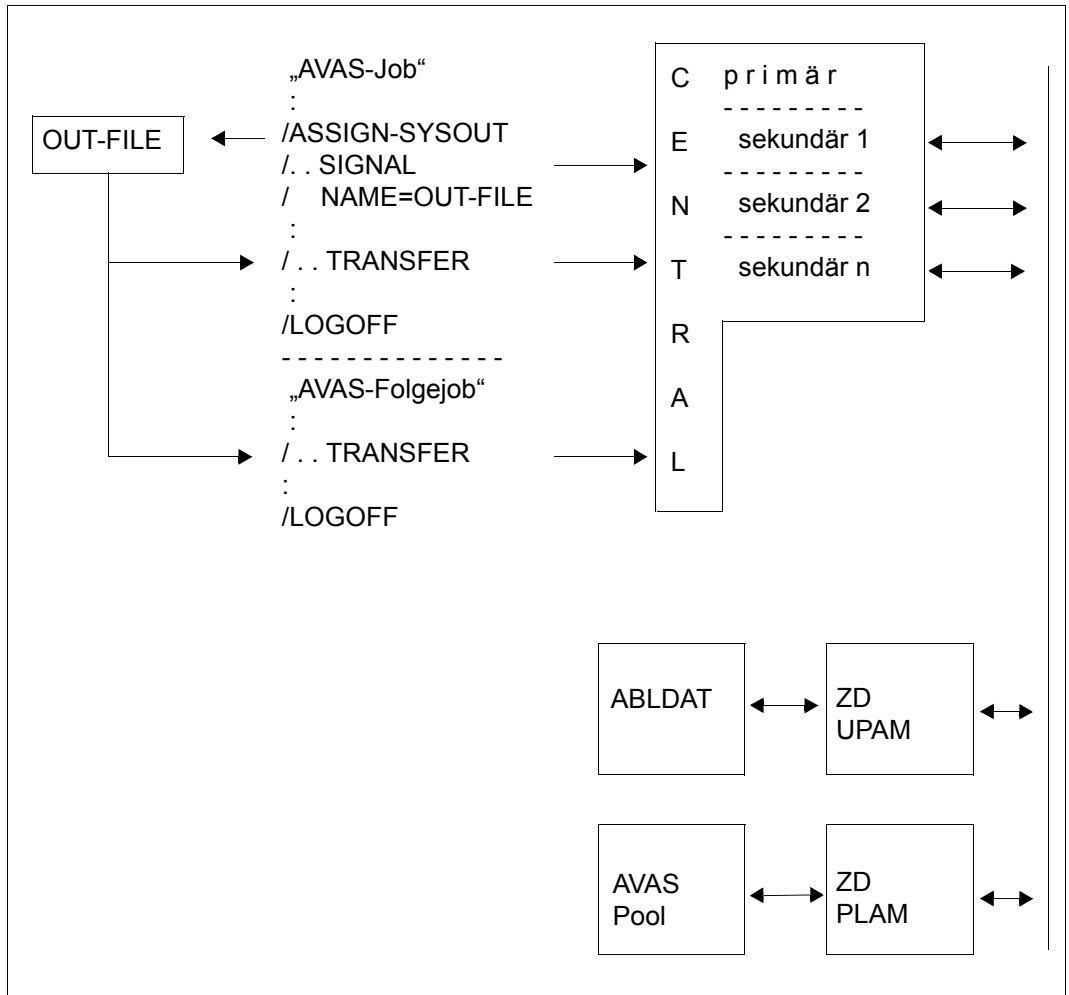 OUT-FILE
„AVAS-Job“
:
/ASSIGN-SYSOUT
/. . SIGNAL
/ NAME=OUT-FILE
:
/ . . TRANSFER
:
/LOGOFF
- - - - - - - - - - - - - -
„AVAS-Folgejob“
:
/ . . TRANSFER
:
/LOGOFF
C
E
N
T
R
A
L
p r i m ä r
- - - - - - - - -
sekundär 1
- - - - - - - - -
sekundär 2
- - - - - - - - -
sekundär n
ABLDAT
ZD
UPAM
AVAS
Pool
ZD
PLAM